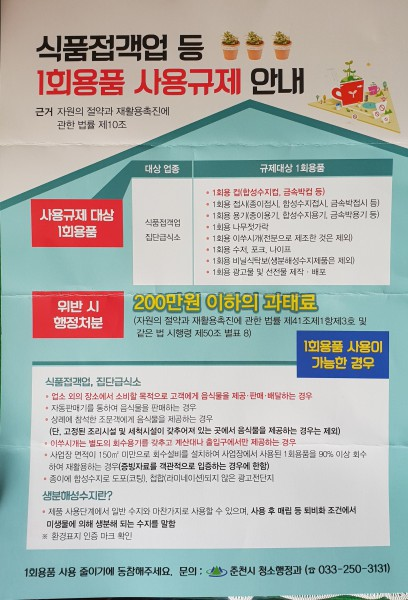 식품접객업 등
1회용품 사용규제 안내
근거 자원의 절약과 재활용촉진에
관한 법률 제10조
대상 업종
규제대상 1회용품
사용규제 대상
1회용품
식품접객업
집단급식소
• 1회용 컵(합성수지컵, 금속박컵 등)
• 1회용 접시(종이접시, 합성수지접시, 금속박접시 등)
• 1회용 용기(종이용기, 합성수지용기, 금속박용기 등)
• 1회용 나무젓가락
• 1회용 이쑤시개(전분으로 제조한 것은 제외)
• 1회용 수저, 포크, 나이프
• 1회용 비닐식탁보(생분해성수지제품은 제외)
• 1회용 광고물 및 선전물 제작 · 배포
위반 시
행정처분
200만원 이하의 과태료
(자원의 절약과 재활용촉진에 관한 법률 제41조제1항제3호 및
같은 법 시행령 제50조 별표 8)
1회용품 사용이
가능한 경우
식품접객업, 집단급식소
• 업소 외의 장소에서 소비할 목적으로 고객에게 음식물을 제공·판매·배달하는 경우
• 자동판매기를 통하여 음식물을 판매하는 경우
• 상례에 참석한 조문객에게 음식물을 제공하는 경우
(단, 고정된 조리시설 및 세척시설이 갖추어져 있는 곳에서 음식물을 제공하는 경우는 제외)
• 이쑤시개는 별도의 회수용기를 갖추고 계산대나 출입구에서만 제공하는 경우
• 사업장 면적이 150㎡ 미만으로 회수설비를 설치하여 사업장에서 사용된 1회용품을 90% 이상 회수
하여 재활용하는 경우(증빙자료를 객관적으로 입증하는 경우에 한함)
• 종이에 합성수지로 도포(코팅), 첩합(라미네이션)되지 않은 광고전단지
생분해성수지란?
• 제품 사용단계에서 일반 수지와 마찬가지로 사용할 수 있으며, 사용 후 매립 등 퇴비화 조건에서
미생물에 의해 생분해 되는 수지를 말함
※ 환경표지 인증 마크 확인
1회용품 사용 줄이기에 동참해주세요. 문의 : 춘천시 청소행정과 (☎ 033-250-3131)